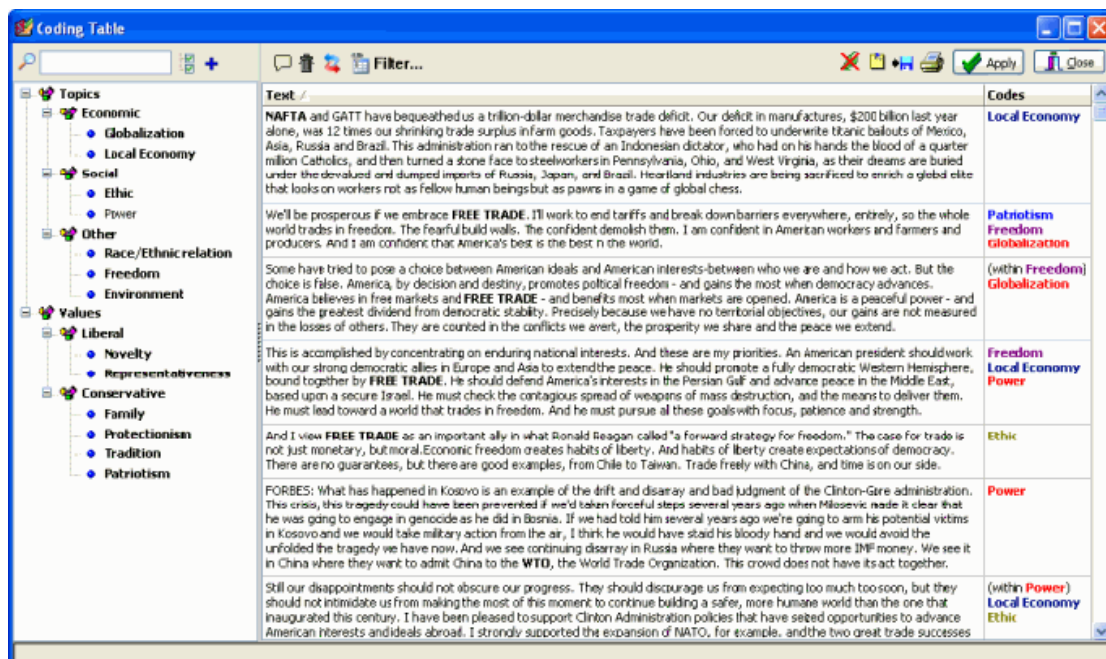 Coding Table
Filter...
Apply
Close
Topics
Economic
Globalization
Local Economy
Social
Ethic
Power
Other
Race/Ethnic relation
Freedom
Environment
Values
Liberal
Novelty
Representativeness
Conservative
Family
Protectionism
Tradition
Patriotism
Text
Codes
NAFTA and GATT have bequeathed us a trillion-dollar merchandise trade deficit. Our deficit in manufactures, $200 billion last year
alone, was 12 times our shrinking trade surplus in farm goods. Taxpayers have been forced to underwrite titanic bailouts of Mexico,
Asia, Russia and Brazil. This administration ran to the rescue of an Indonesian dictator, who had on his hands the blood of a quarter
million Catholics, and then turned a stone face to steelworkers in Pennsylvania, Ohio, and West Virginia, as their dreams are buried
under the devalued and dumped imports of Russia, Japan, and Brazil. Heartland industries are being sacrificed to enrich a global elite
that looks on workers not as fellow human beings but as pawns in a game of global chess.
Local Economy
We'll be prosperous if we embrace FREE TRADE. I'll work to end tariffs and break down barriers everywhere, entirely, so the whole
world trades in freedom. The fearful build walls. The confident demolish them. I am confident in American workers and farmers and
producers. And I am confident that America's best is the best n the world.
Patriotism
Freedom
Globalization
Some have tried to pose a choice between American ideals and American interests-between who we are and how we act. But the
choice is false. America, by decision and destiny, promotes political freedom - and gains the most when democracy advances.
America believes in free markets and FREE TRADE - and benefits most when markets are opened. America is a peaceful power - and
gains the greatest dividend from democratic stability. Precisely because we have no territorial objectives, our gains are not measured
in the losses of others. They are counted in the conflicts we avert, the prosperity we share and the peace we extend.
(within Freedom)
Globalization
This is accomplished by concentrating on enduring national interests. And these are my priorities. An American president should work
with our strong democratic allies in Europe and Asia to extend the peace. He should promote a fully democratic Western Hemisphere,
bound together by FREE TRADE. He should defend America's interests in the Persian Gulf and advance peace in the Middle East,
based upon a secure Israel. He must check the contagious spread of weapons of mass destruction, and the means to deliver them.
He must lead toward a world that trades in freedom. And he must pursue al these goals with focus, patience and strength.
Freedom
Local Economy
Power
And I view FREE TRADE as an important ally in what Ronald Reagan called "a forward strategy for freedom." The case for trade is
not just monetary, but moral. Economic freedom creates habits of liberty. And habits of liberty create expectations of democracy.
There are no guarantees, but there are good examples, from Chile to Taiwan. Trade freely with China, and time is on our side.
Ethic
FORBES: What has happened in Kosovo is an example of the drift and disarray and bad judgment of the Clinton-Gore administration.
This crisis, this tragedy could have been prevented if we'd taken forceful steps several years ago when Milosevic made it clear that
he was going to engage in genocide as he did in Bosnia. If we had told him several years ago we're going to arm his potential victims
in Kosovo and we would take military action from the air, I think he would have staid his bloody hand and we would avoid the
unfolded the tragedy we have now. And we see continuing disarray in Russia where they want to throw more IMF money. We see it
in China where they want to admit China to the WTO, the World Trade Organization. This crowd does not have its act together.
Power
Still our disappointments should not obscure our progress. They should discourage us from expecting too much too soon, but they
should not intimidate us from making the most of this moment to continue building a safer, more humane world than the one that
inaugurated this century. I have been pleased to support Clinton Administration policies that have seized opportunities to advance
American interests and ideals abroad. I strongly supported the expansion of NATO, for example, and the two great trade successes
(within Power)
Local Economy
Ethic